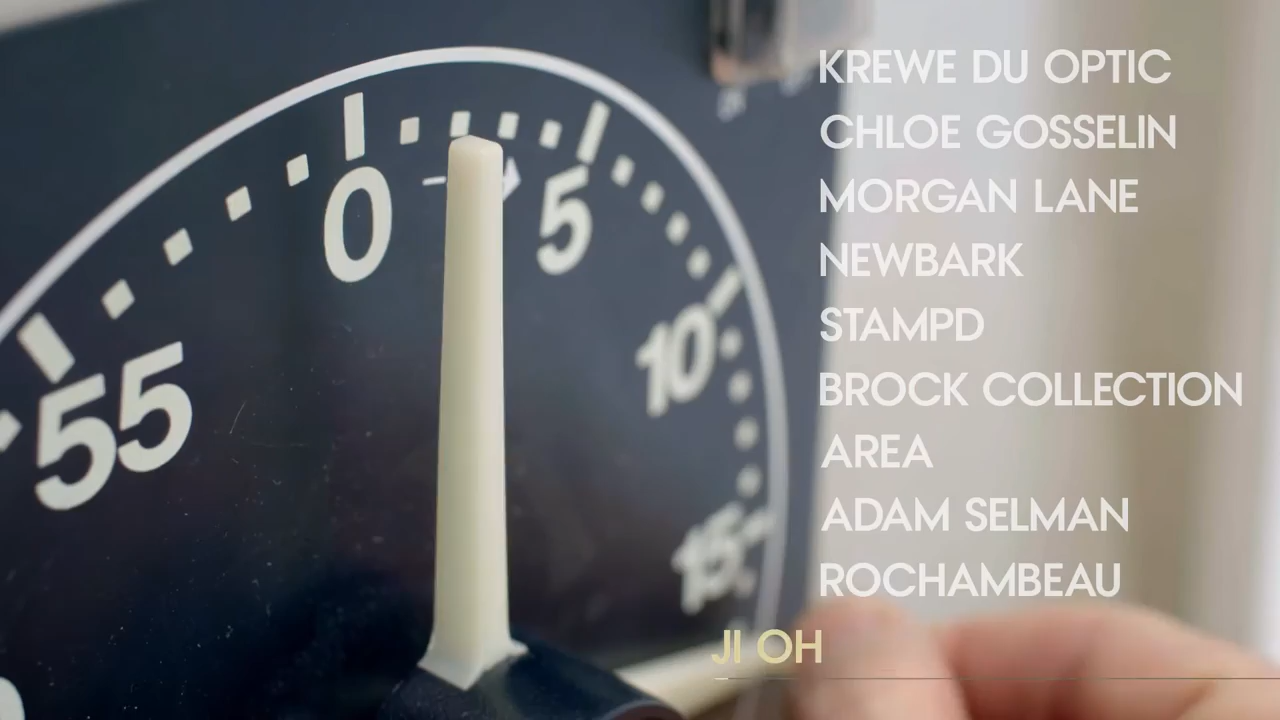 KREWE DU OPTIC
CHLOE GOSSELIN
MORGAN LANE
NEWBARK
STAMPD
BROCK COLLECTION
AREA
ADAM SELMAN
ROCHAMBEAU
JI OH
0
5
10
15
55